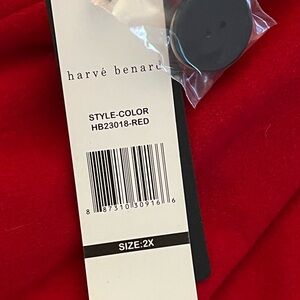 harvé benard
STYLE-COLOR
HB23018-RED
8 87310 30916 6
SIZE:2X